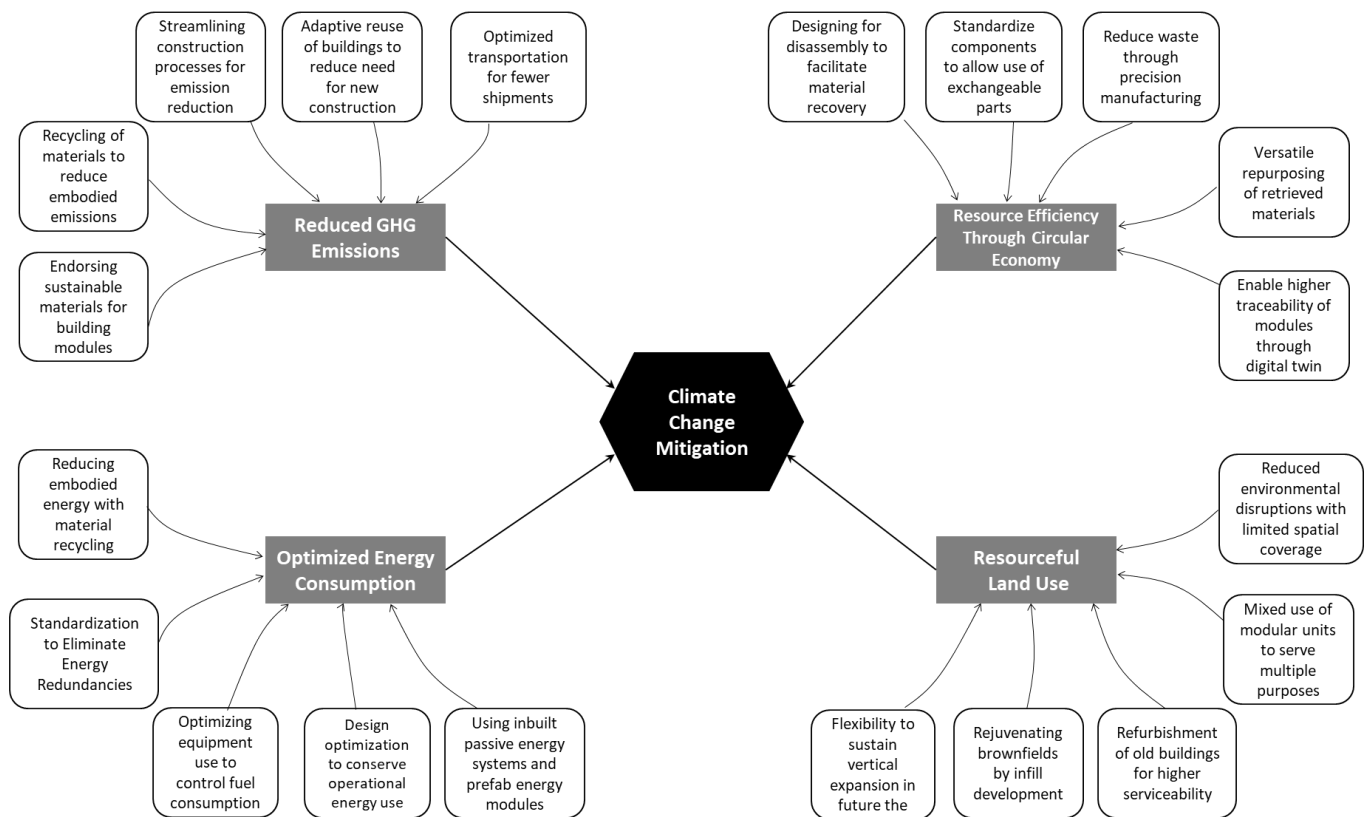 Streamlining
construction
processes for
emission
reduction
Adaptive reuse
of buildings to
reduce need
for new
construction
Optimized
transportation
for fewer
shipments
Recycling of
materials to
reduce
embodied
emissions
Endorsing
sustainable
materials for
building
modules
Reduced GHG
Emissions
Designing for
disassembly to
facilitate
material
recovery
Standardize
components
to allow use of
exchangeable
parts
Reduce waste
through
precision
manufacturing
Versatile
repurposing
of retrieved
materials
Enable higher
traceability of
modules
through
digital twin
Resource Efficiency
Through Circular
Economy
Climate
Change
Mitigation
Reducing
embodied
energy with
material
recycling
Standardization
to Eliminate
Energy
Redundancies
Optimized Energy
Consumption
Optimizing
equipment
use to
control fuel
consumption
Design
optimization
to conserve
operational
energy use
Using inbuilt
passive energy
systems and
prefab energy
modules
Reduced
environmental
disruptions with
limited spatial
coverage
Mixed use of
modular units
to serve
multiple
purposes
Resourceful
Land Use
Flexibility to
sustain
vertical
expansion in
future the
Rejuvenating
brownfields
by infill
development
Refurbishment
of old buildings
for higher
serviceability